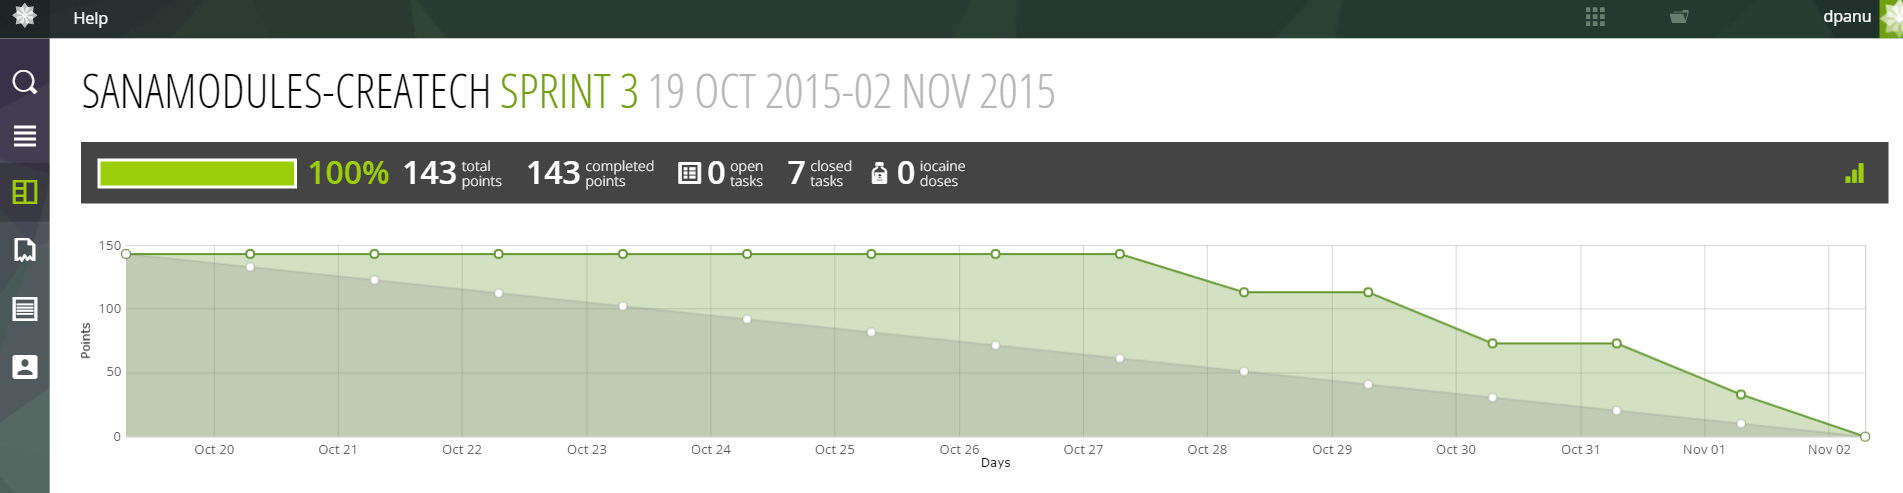 Help
dpanu
SANAMODULES-CREATECH SPRINT 3 19 OCT 2015-02 NOV 2015
100% 143 total points 143 completed points 0 open tasks 7 closed tasks 0 iocaine doses
150
100
50
0
Points
Oct 20 Oct 21 Oct 22 Oct 23 Oct 24 Oct 25 Oct 26 Oct 27 Oct 28 Oct 29 Oct 30 Oct 31 Nov 01 Nov 02
Days